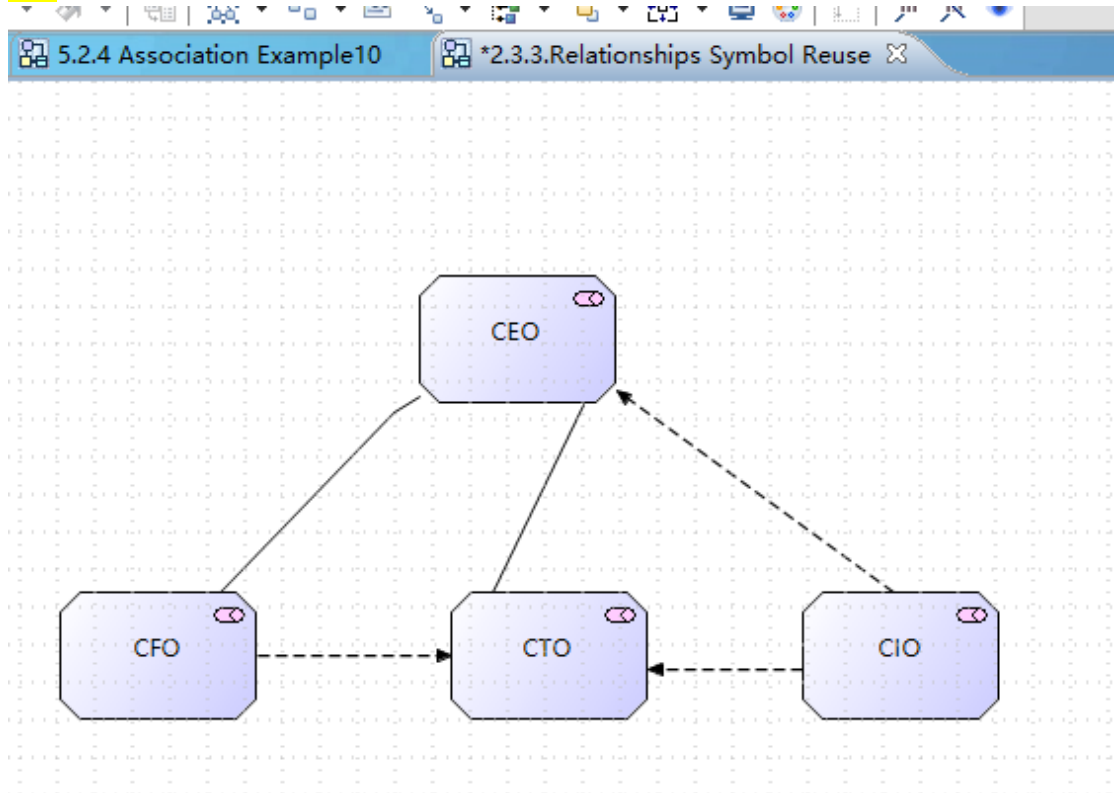 5.2.4 Association Example10
*2.3.3.Relationships Symbol Reuse
CEO
CFO
CTO
CIO